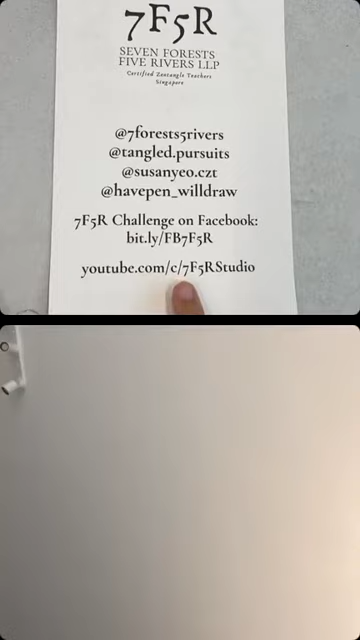 7F5R
SEVEN FORESTS
FIVE RIVERS LLP
Certified Zentangle Teachers
Singapore
@7forests5rivers
@tangled.pursuits
@susanyeo.czt
@havepen_willdraw
7F5R Challenge on Facebook:
bit.ly/FB7F5R
youtube.com/c/7F5RStudio